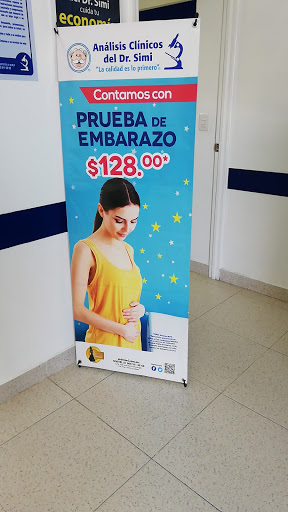 del Dr. Simi
cuida tu
economía
Análisis Clínicos
del Dr. Simi
"La calidad es lo primero".
Contamos con
PRUEBA DE
EMBARAZO
$128.00*